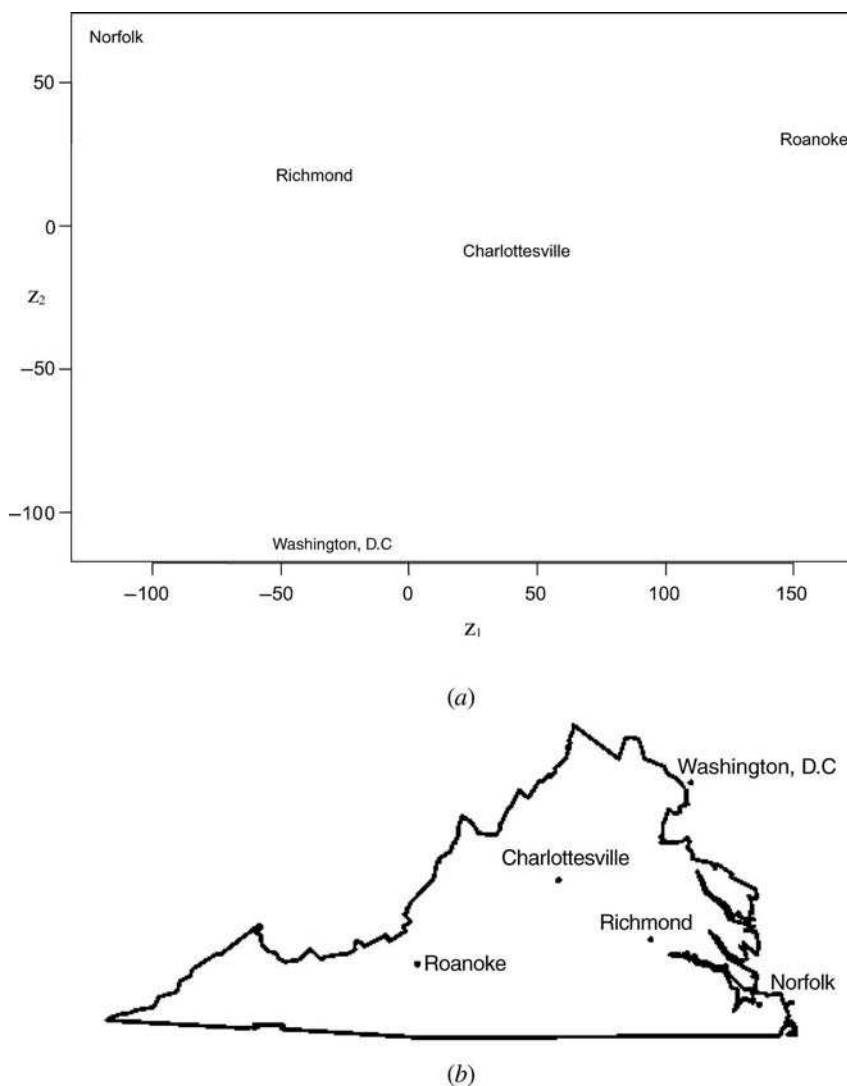 Norfolk
50
Roanoke
Richmond
0
Charlottesville
z₂
–50
–100
Washington, D.C
–100 –50 0 50 100 150
z₁
(a)
Washington, D.C
Charlottesville
Richmond
Roanoke
Norfolk
(b)